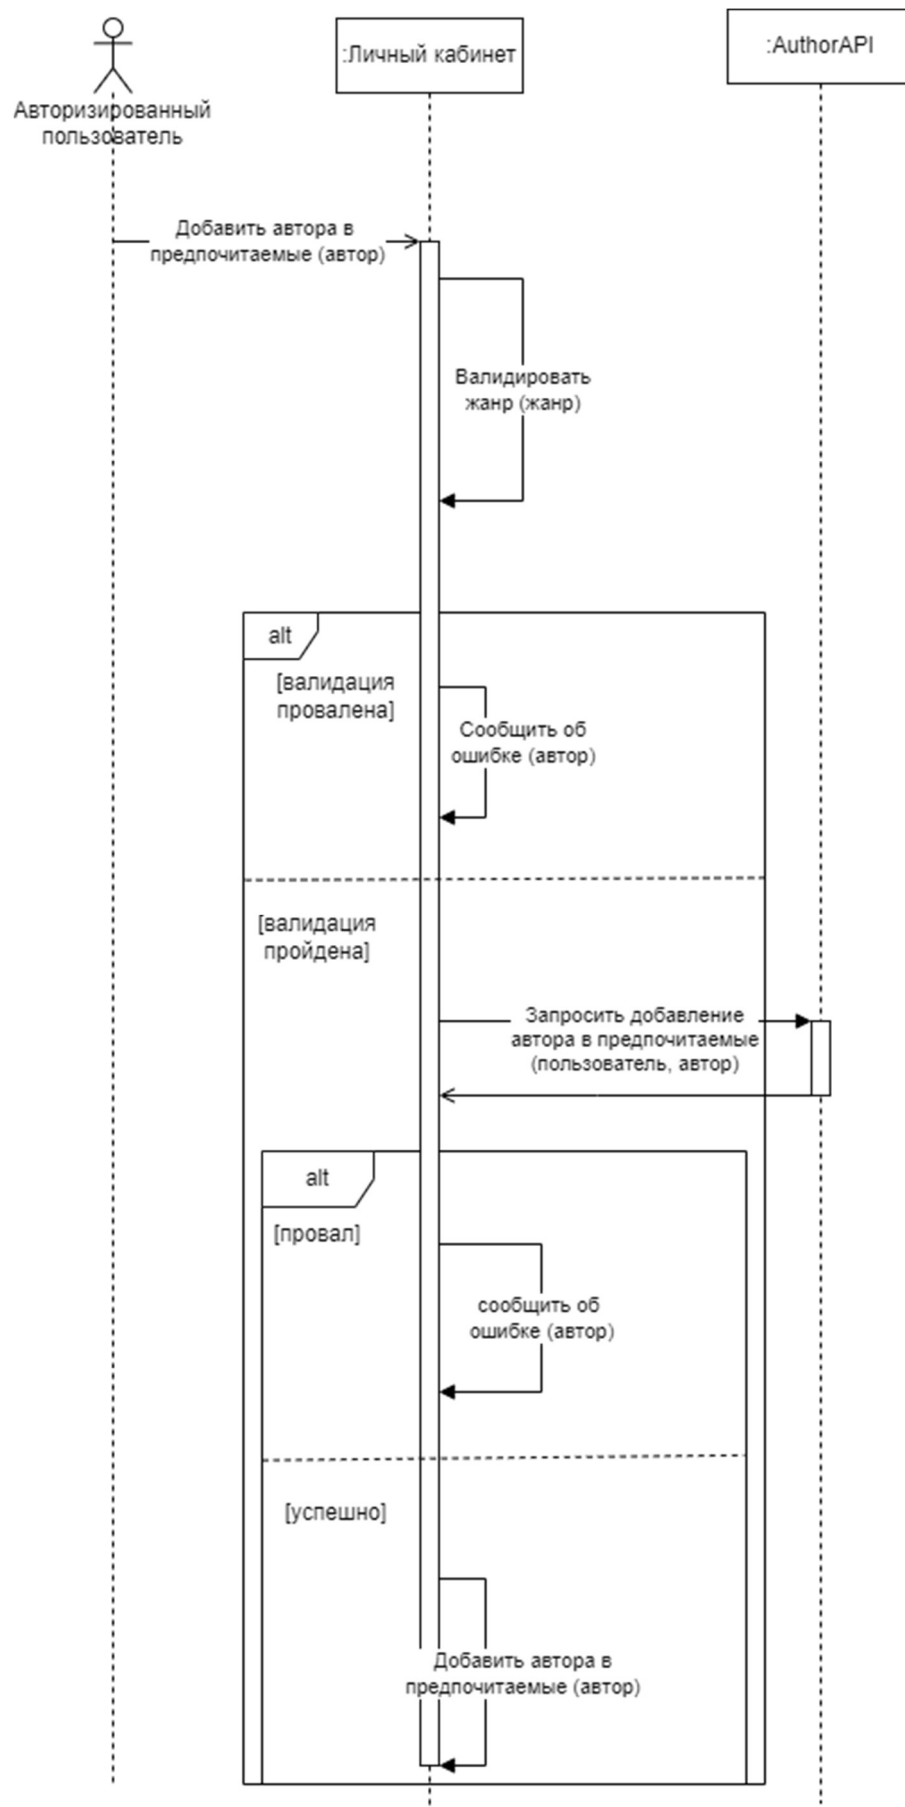 :Личный кабинет
:AuthorAPI
Авторизированный
пользователь
Добавить автора в
предпочитаемые (автор)
Валидировать
жанр (жанр)
alt
[валидация
провалена]
Сообщить об
ошибке (автор)
[валидация
пройдена]
Запросить добавление
автора в предпочитаемые
(пользователь, автор)
alt
[провал]
сообщить об
ошибке (автор)
[успешно]
Добавить автора в
предпочитаемые (автор)